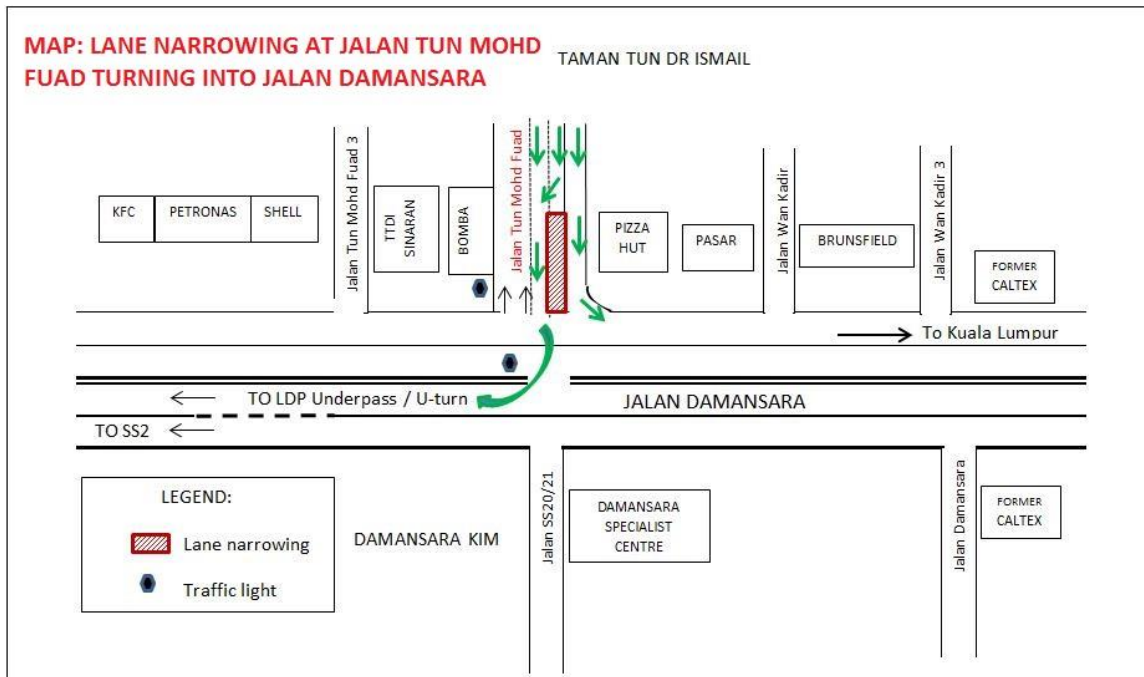 MAP: LANE NARROWING AT JALAN TUN MOHD
FUAD TURNING INTO JALAN DAMANSARA
TAMAN TUN DR ISMAIL
KFC
PETRONAS
SHELL
Jalan Tun Mohd Fuad 3
TTDI
SINARAN
BOMBA
Jalan Tun Mohd Fuad
PIZZA
HUT
PASAR
Jalan Wan Kadir
BRUNSFIELD
Jalan Wan Kadir 3
FORMER
CALTEX
To Kuala Lumpur
TO LDP Underpass / U-turn
JALAN DAMANSARA
TO SS2
LEGEND:
Lane narrowing
Traffic light
DAMANSARA KIM
Jalan SS20/21
DAMANSARA
SPECIALIST
CENTRE
Jalan Damansara
FORMER
CALTEX